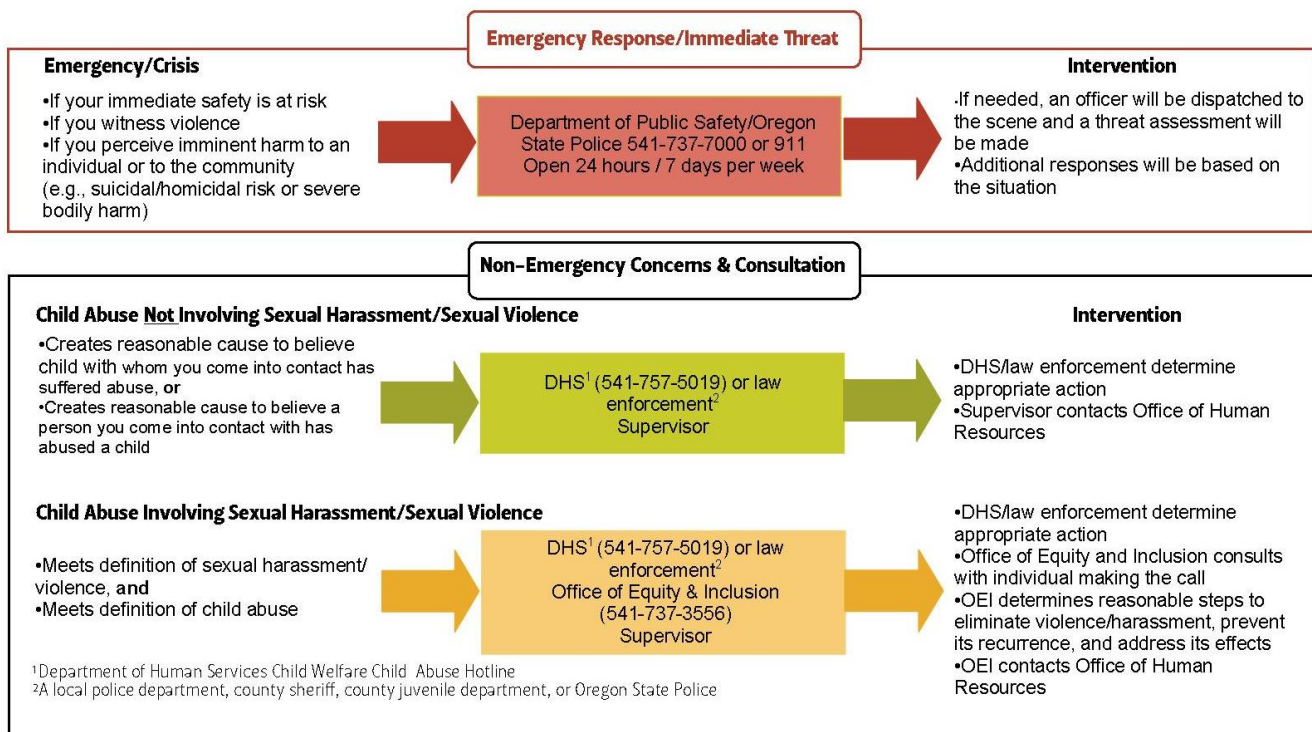 Emergency Response/Immediate Threat
Emergency/Crisis
•If your immediate safety is at risk
•If you witness violence
•If you perceive imminent harm to an
individual or to the community
(e.g., suicidal/homicidal risk or severe
bodily harm)
Department of Public Safety/Oregon
State Police 541-737-7000 or 911
Open 24 hours / 7 days per week
Intervention
•If needed, an officer will be dispatched to
the scene and a threat assessment will
be made
•Additional responses will be based on
the situation
Non-Emergency Concerns & Consultation
Child Abuse Not Involving Sexual Harassment/Sexual Violence
•Creates reasonable cause to believe
child with whom you come into contact has
suffered abuse, or
•Creates reasonable cause to believe a
person you come into contact with has
abused a child
DHS¹ (541-757-5019) or law
enforcement²
Supervisor
Intervention
•DHS/law enforcement determine
appropriate action
•Supervisor contacts Office of Human
Resources
Child Abuse Involving Sexual Harassment/Sexual Violence
•Meets definition of sexual harassment/
violence, and
•Meets definition of child abuse
DHS¹ (541-757-5019) or law
enforcement²
Office of Equity & Inclusion
(541-737-3556)
Supervisor
•DHS/law enforcement determine
appropriate action
•Office of Equity and Inclusion consults
with individual making the call
•OEI determines reasonable steps to
eliminate violence/harassment, prevent
its recurrence, and address its effects
•OEI contacts Office of Human
Resources
¹Department of Human Services Child Welfare Child Abuse Hotline
²A local police department, county sheriff, county juvenile department, or Oregon State Police